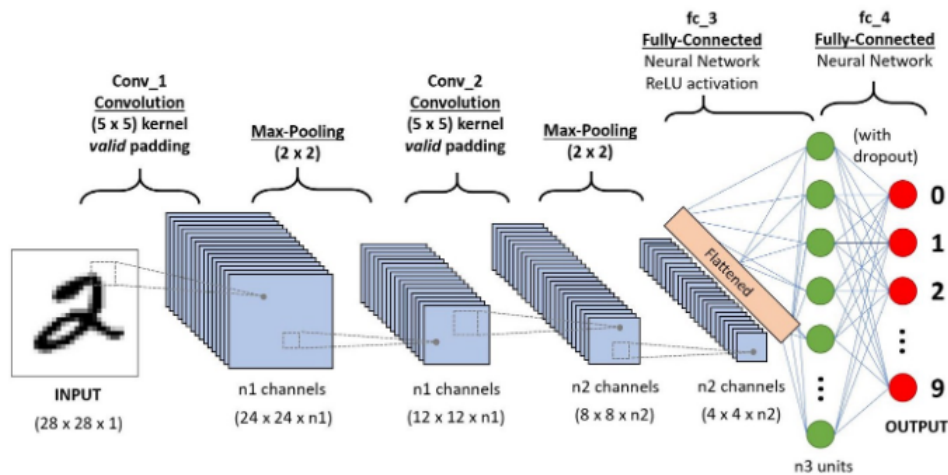 fc_3
Fully-Connected
Neural Network
ReLU activation
fc_4
Fully-Connected
Neural Network
Conv_1
Convolution
(5 x 5) kernel
valid padding
Max-Pooling
(2 x 2)
Conv_2
Convolution
(5 x 5) kernel
valid padding
Max-Pooling
(2 x 2)
(with
dropout)
2
Flattened
0
1
2
9
INPUT
(28 x 28 x 1)
n1 channels
(24 x 24 x n1)
n1 channels
(12 x 12 x n1)
n2 channels
(8 x 8 x n2)
n2 channels
(4 x 4 x n2)
n3 units
OUTPUT